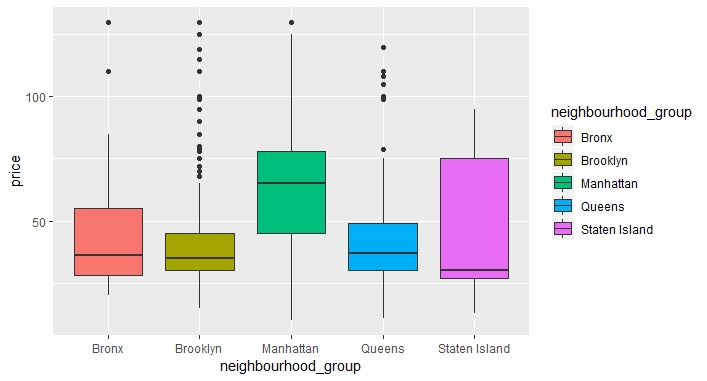 price
100
50
Bronx
Brooklyn
Manhattan
Queens
Staten Island
neighbourhood_group
neighbourhood_group
Bronx
Brooklyn
Manhattan
Queens
Staten Island